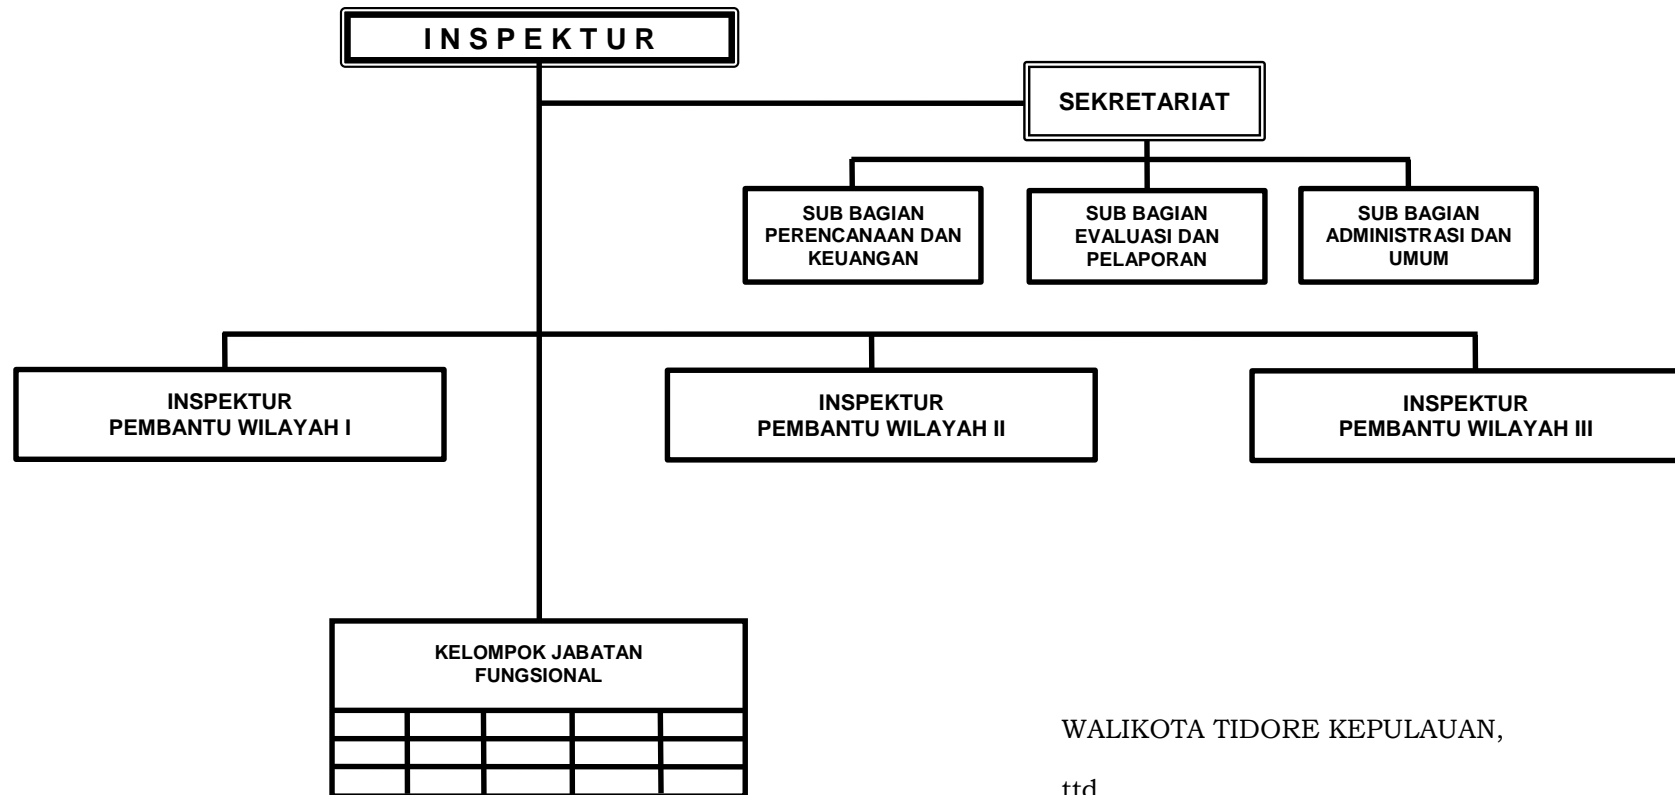 INSPEKTUR
SEKRETARIAT
SUB BAGIAN
PERENCANAAN DAN
KEUANGAN
SUB BAGIAN
EVALUASI DAN
PELAPORAN
SUB BAGIAN
ADMINISTRASI DAN
UMUM
INSPEKTUR
PEMBANTU WILAYAH I
INSPEKTUR
PEMBANTU WILAYAH II
INSPEKTUR
PEMBANTU WILAYAH III
KELOMPOK JABATAN
FUNGSIONAL
WALIKOTA TIDORE KEPULAUAN,
ttd